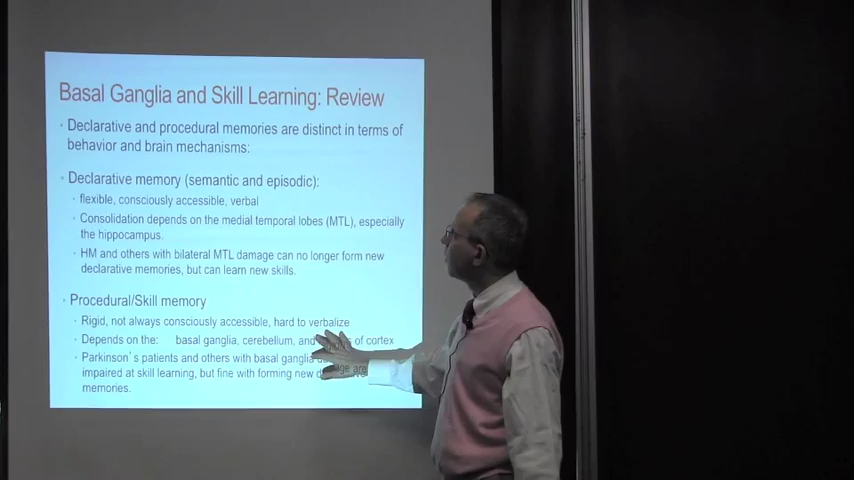 Basal Ganglia and Skill Learning: Review
• Declarative and procedural memories are distinct in terms of
behavior and brain mechanisms:
• Declarative memory (semantic and episodic):
• flexible, consciously accessible, verbal
• Consolidation depends on the medial temporal lobes (MTL), especially
the hippocampus.
• HM and others with bilateral MTL damage can no longer form new
declarative memories, but can learn new skills.
• Procedural/Skill memory
• Rigid, not always consciously accessible, hard to verbalize
• Depends on the: basal ganglia, cerebellum, and of cortex
• Parkinson's patients and others with basal ganglia are
impaired at skill learning, but fine with forming new
memories.